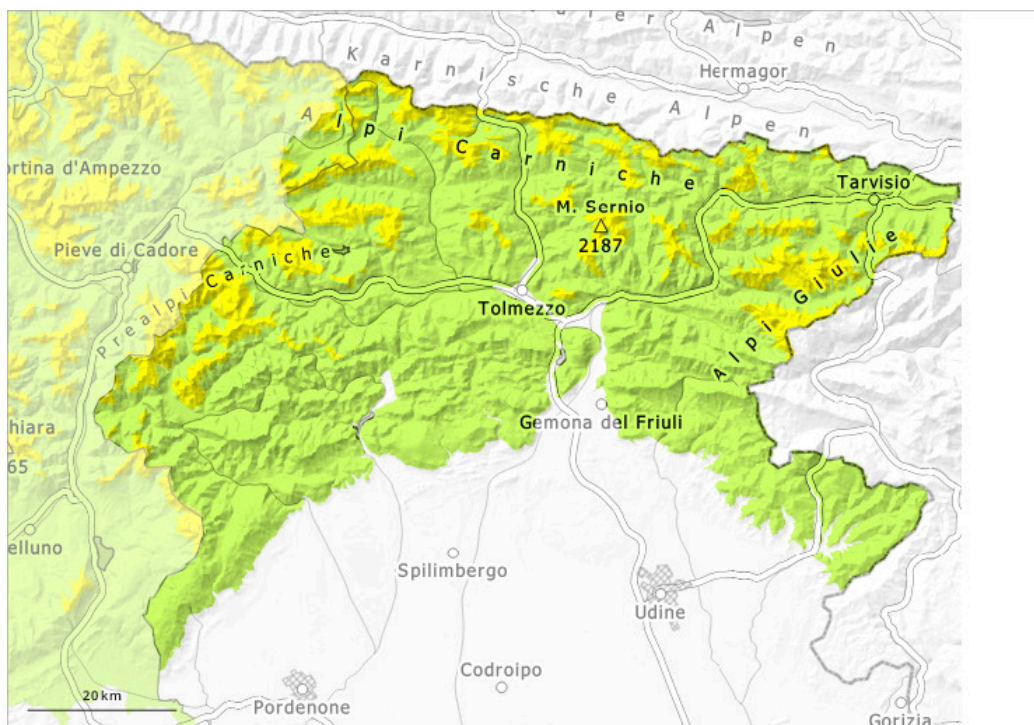 Alpen
Karnische Alpen
Hermagor
Alpi Carniche
ortina d'Ampezzo
Tarvisio
M. Sernio
2187
Pieve di Cadore
Prealpi Carniche
Alpi Giulie
Tolmezzo
Gemona del Friuli
hiara
65
elluno
Spilimbergo
Udine
Codroipo
20 km
Pordenone
Gorizia